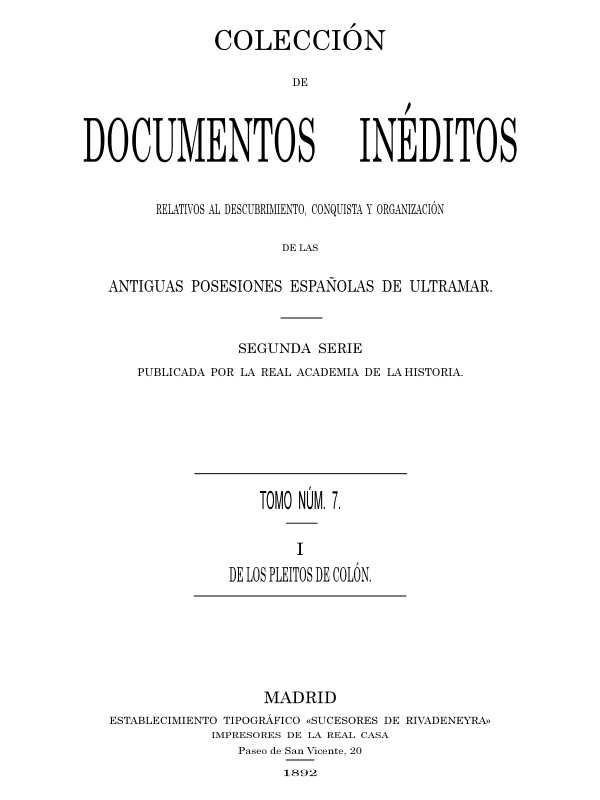 COLECCIÓN
DE
DOCUMENTOS INÉDITOS
RELATIVOS AL DESCUBRIMIENTO, CONQUISTA Y ORGANIZACIÓN
DE LAS
ANTIGUAS POSESIONES ESPAÑOLAS DE ULTRAMAR.
SEGUNDA SERIE
PUBLICADA POR LA REAL ACADEMIA DE LA HISTORIA.
TOMO NÚM. 7.
I
DE LOS PLEITOS DE COLÓN.
MADRID
ESTABLECIMIENTO TIPOGRÁFICO «SUCESORES DE RIVADENEYRA»
IMPRESORES DE LA REAL CASA
Paseo de San Vicente, 20
1892